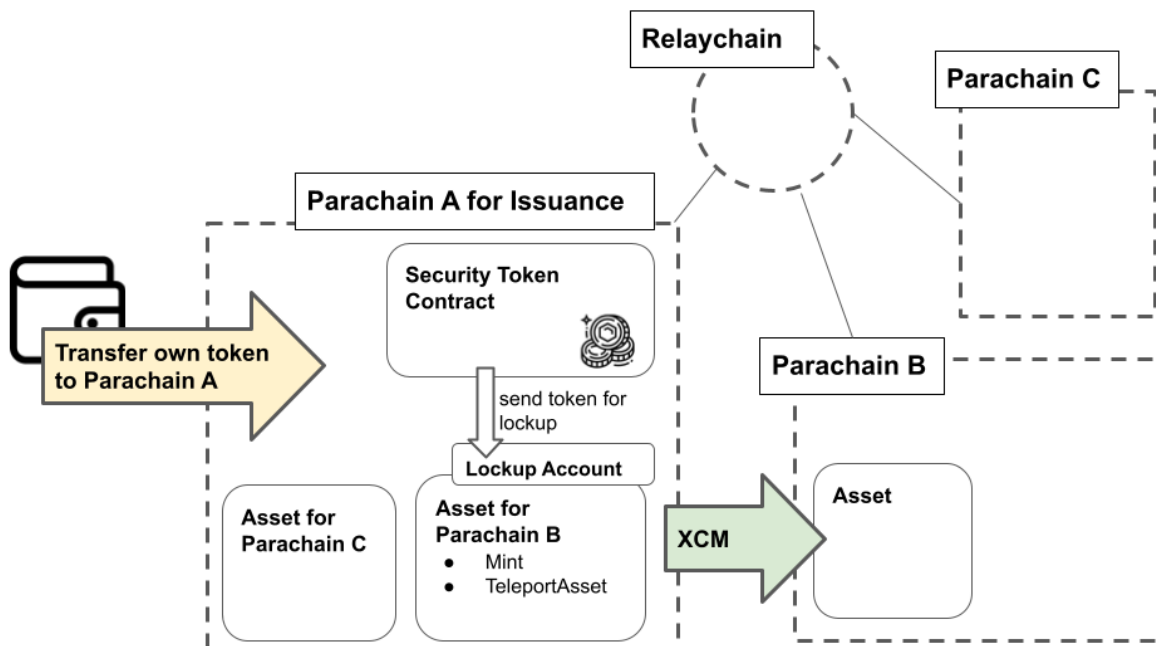 Relaychain
Parachain C
Parachain A for Issuance
Security Token
Contract
Transfer own token
to Parachain A
send token for
lockup
Parachain B
Lockup Account
Asset for
Parachain C
Asset for
Parachain B
● Mint
● TeleportAsset
XCM
Asset